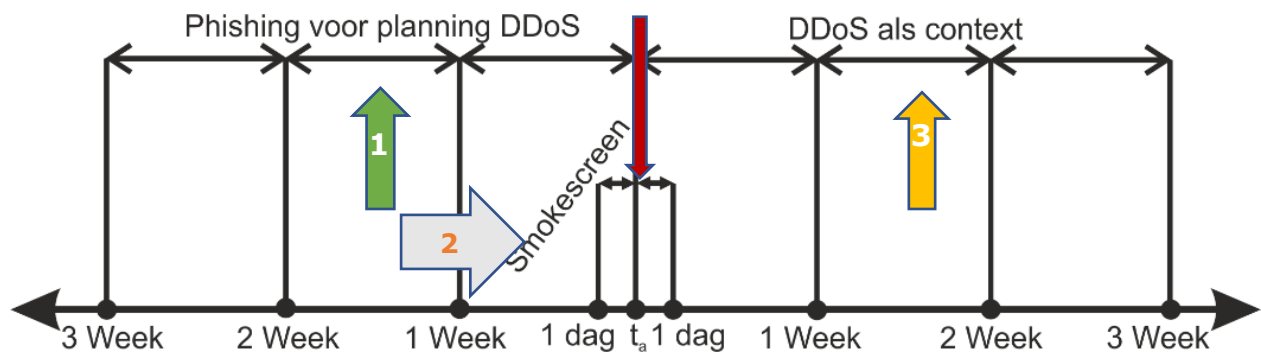 Phishing voor planning DDoS
DDoS als context
1
3
Smokescreen
2
3 Week 2 Week 1 Week 1 dag tₐ 1 dag 1 Week 2 Week 3 Week